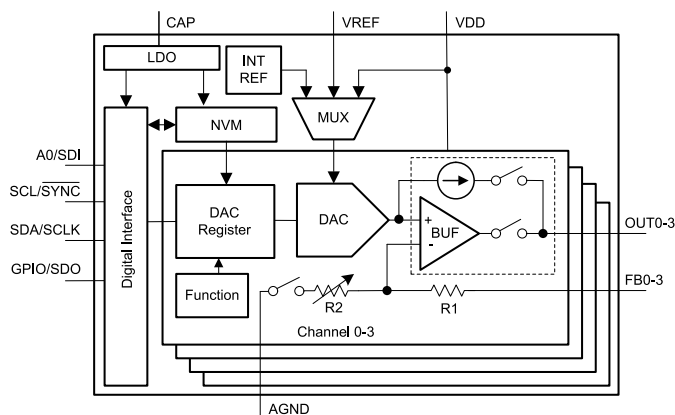 CAP
VREF
VDD
LDO
INT
REF
MUX
NVM
A0/SDI
SCL/SYNC
SDA/SCLK
GPIO/SDO
Digital Interface
DAC
Register
DAC
+
BUF
-
OUT0-3
Function
R2
R1
FB0-3
Channel 0-3
AGND